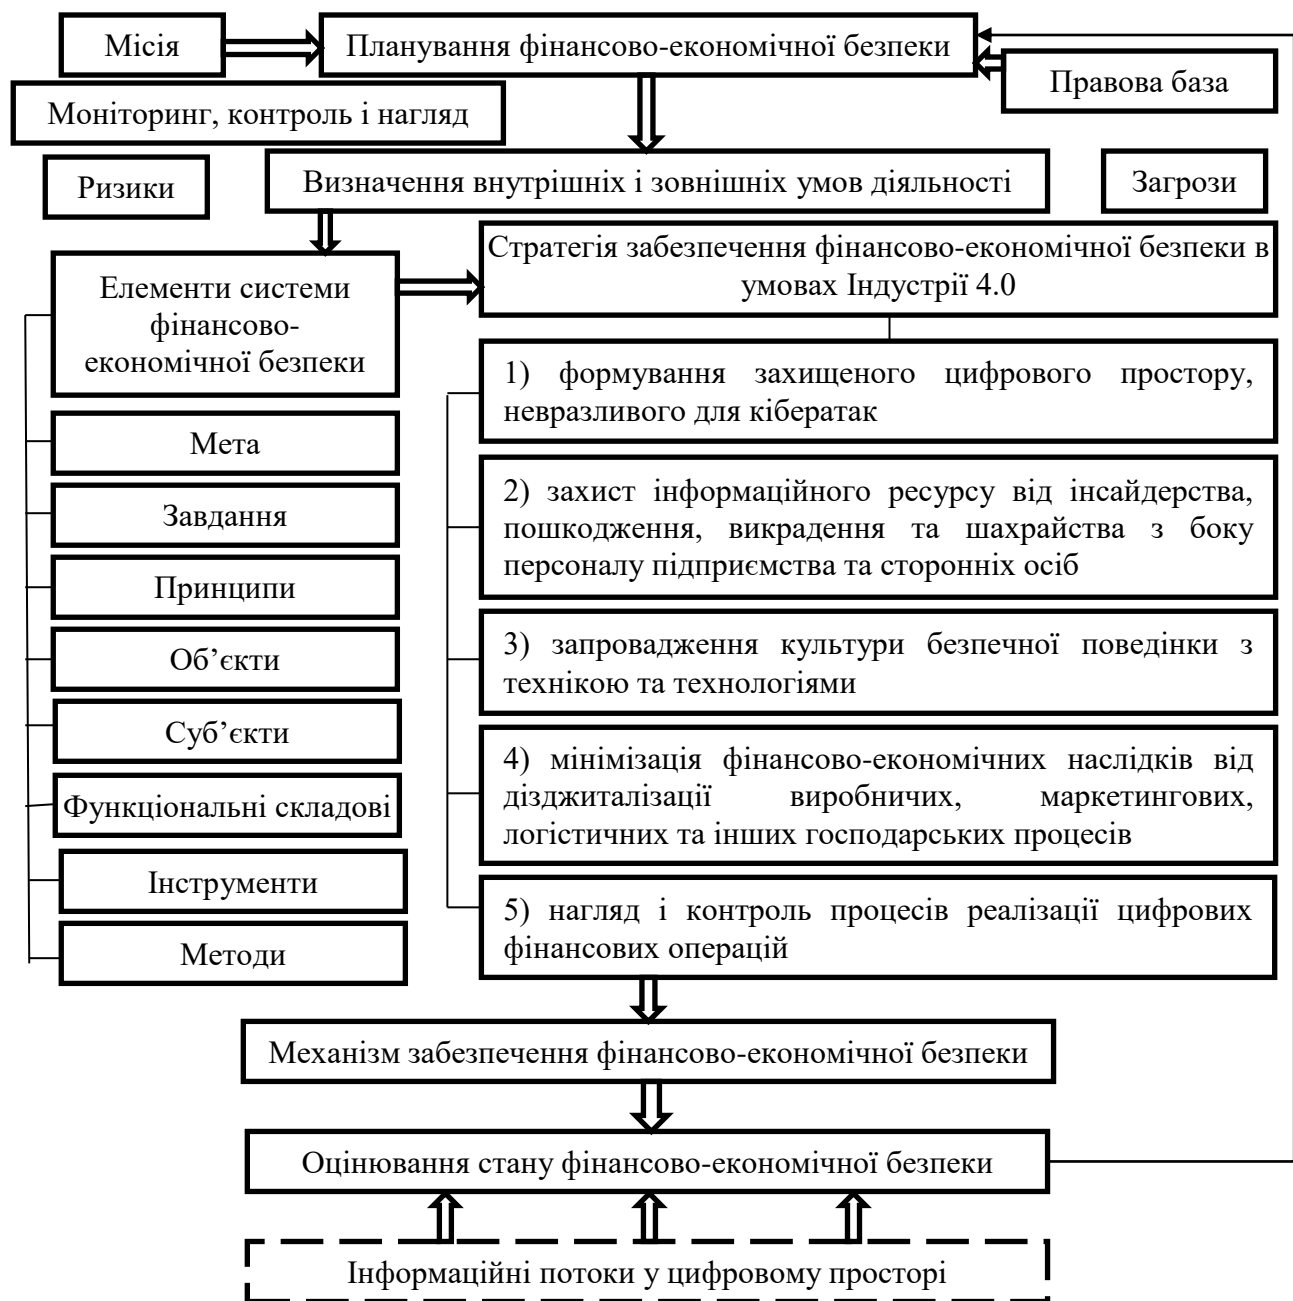 Місія
Планування фінансово-економічної безпеки
Правова база
Моніторинг, контроль і нагляд
Ризики
Визначення внутрішніх і зовнішніх умов діяльності
Загрози
Елементи системи
фінансово-
економічної безпеки
Мета
Завдання
Принципи
Об’єкти
Суб’єкти
Функціональні складові
Інструменти
Методи
Стратегія забезпечення фінансово-економічної безпеки в
умовах Індустрії 4.0
1) формування захищеного цифрового простору,
невразливого для кібератак
2) захист інформаційного ресурсу від інсайдерства,
пошкодження, викрадення та шахрайства з боку
персоналу підприємства та сторонніх осіб
3) запровадження культури безпечної поведінки з
технікою та технологіями
4) мінімізація фінансово-економічних наслідків від
дізджиталізації виробничих, маркетингових,
логістичних та інших господарських процесів
5) нагляд і контроль процесів реалізації цифрових
фінансових операцій
Механізм забезпечення фінансово-економічної безпеки
Оцінювання стану фінансово-економічної безпеки
Інформаційні потоки у цифровому просторі